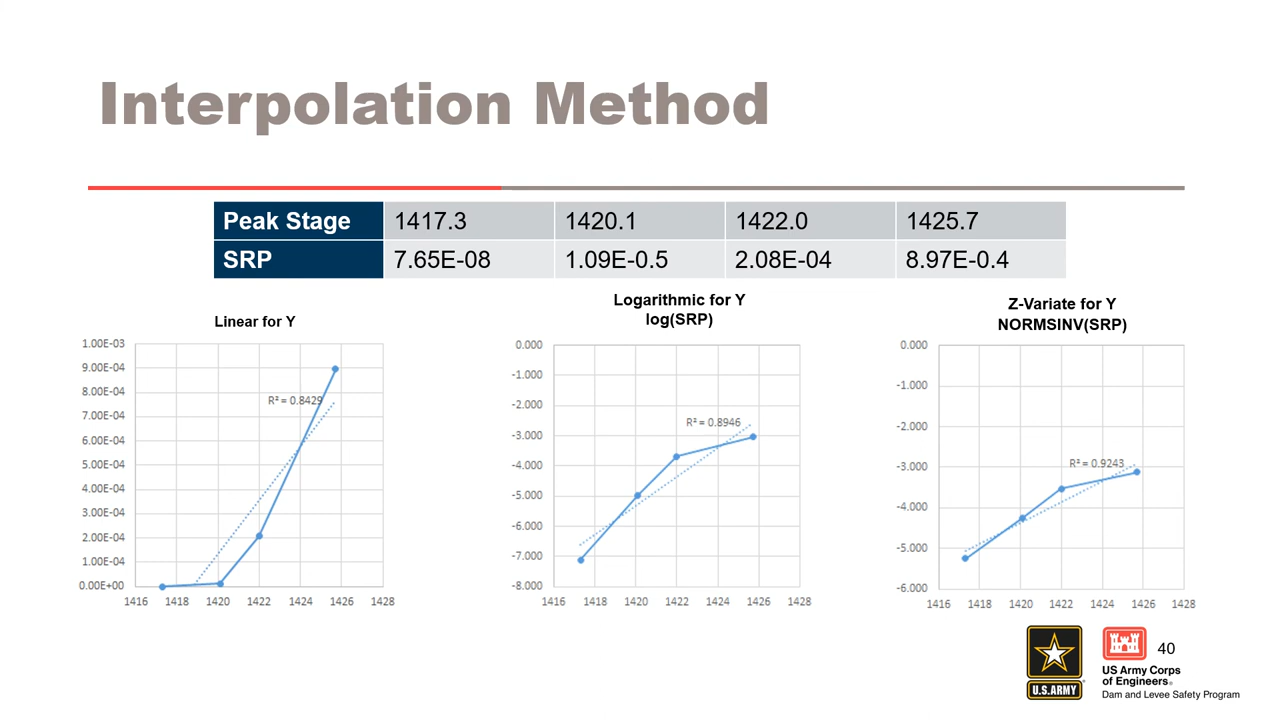 Interpolation Method
Peak Stage 1417.3 1420.1 1422.0 1425.7
SRP 7.65E-08 1.09E-0.5 2.08E-04 8.97E-0.4
Linear for Y
1.00E-03
9.00E-04
8.00E-04
7.00E-04
6.00E-04
5.00E-04
4.00E-04
3.00E-04
2.00E-04
1.00E-04
0.00E+00
R² = 0.8429
1416 1418 1420 1422 1424 1426 1428
Logarithmic for Y
log(SRP)
0.000
-1.000
-2.000
-3.000
-4.000
-5.000
-6.000
-7.000
-8.000
R² = 0.8946
1416 1418 1420 1422 1424 1426 1428
Z-Variate for Y
NORMSINV(SRP)
0.000
-1.000
-2.000
-3.000
-4.000
-5.000
-6.000
R² = 0.9243
1416 1418 1420 1422 1424 1426 1428
U.S.ARMY
40
US Army Corps
of Engineers®
Dam and Levee Safety Program